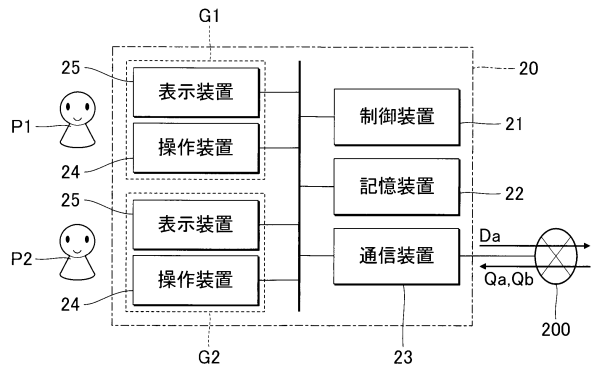 G1
25
表示装置
20
P1
制御装置
操作装置
21
24
25
記憶装置
22
表示装置
P2
通信装置
Da
操作装置
Qa,Qb
24
G2
23
200